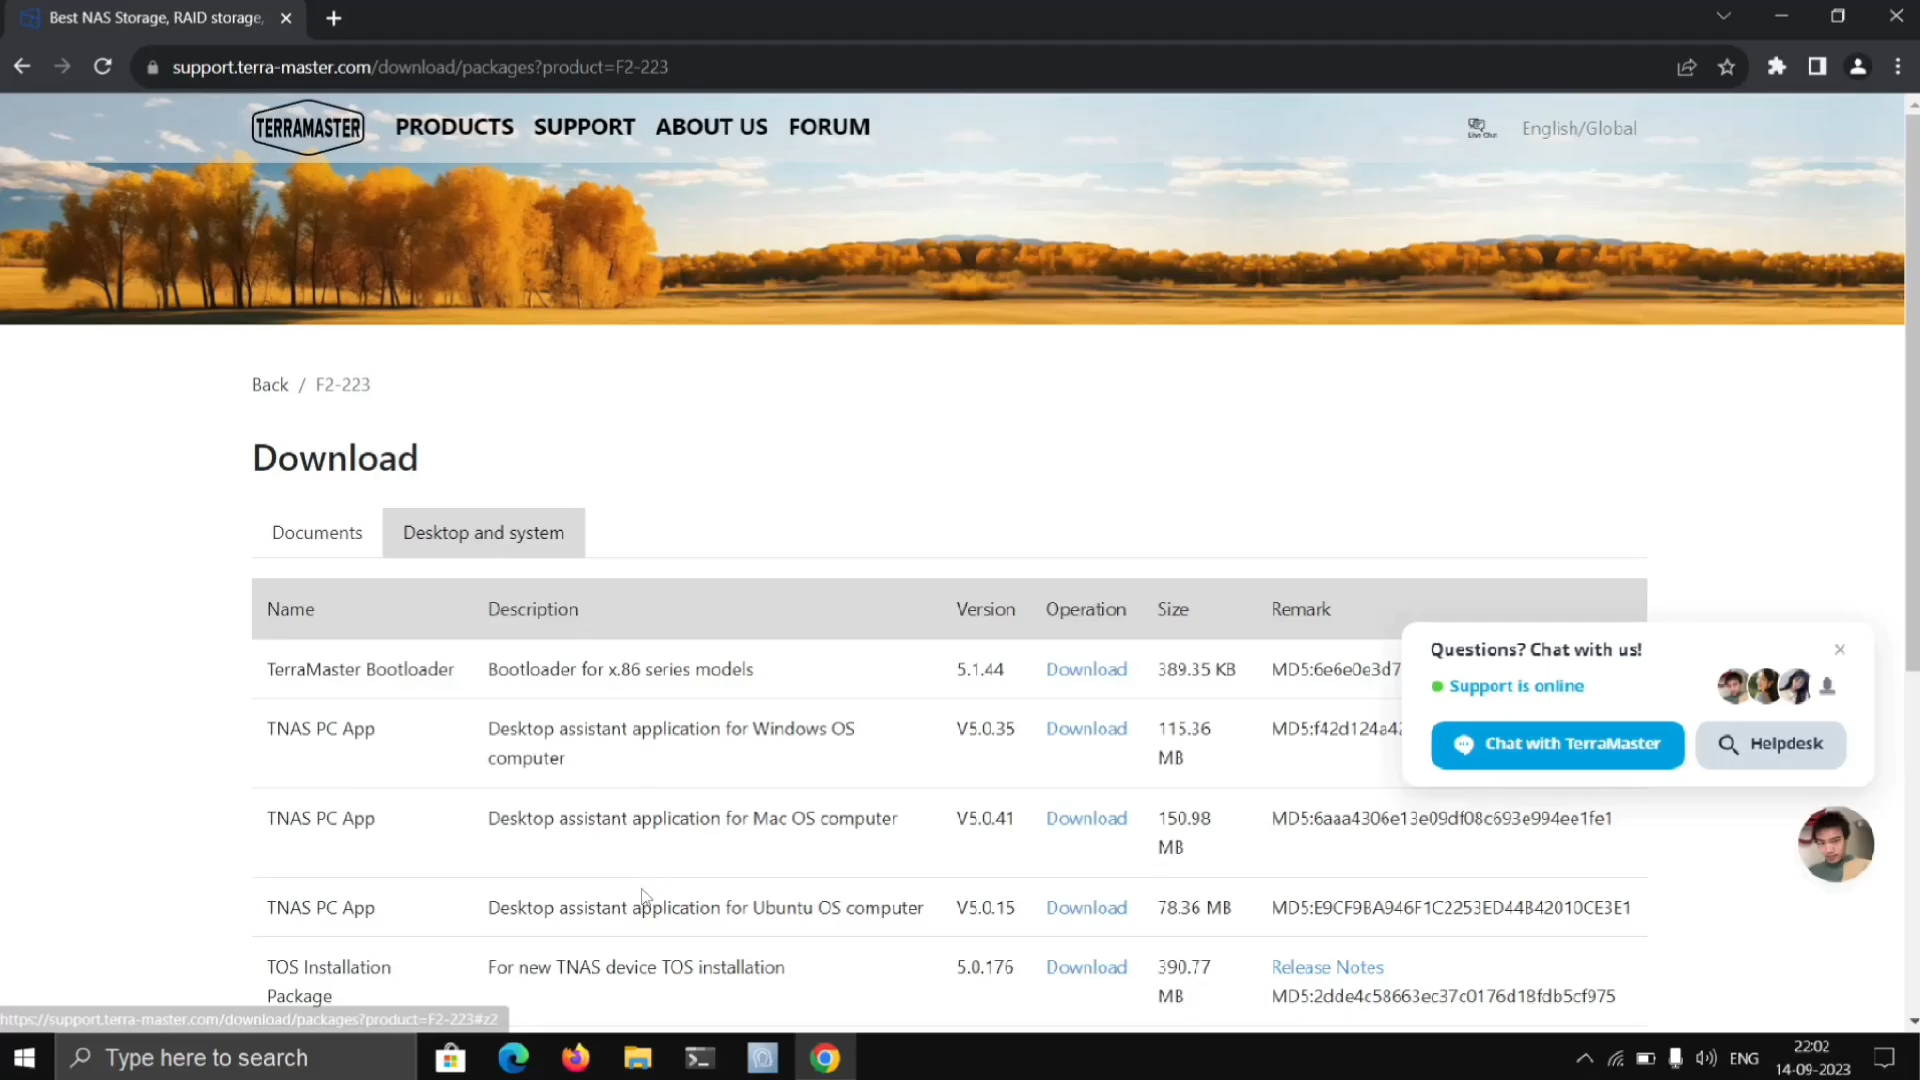 Best NAS Storage, RAID storage,
support.terra-master.com/download/packages?product=F2-223
TERRAMASTER PRODUCTS SUPPORT ABOUT US FORUM Live Chat English/Global
Back / F2-223
Download
Documents Desktop and system
Name Description Version Operation Size Remark
TerraMaster Bootloader Bootloader for x.86 series models 5.1.44 Download 389.35 KB MD5:6e6e0e3d7
TNAS PC App Desktop assistant application for Windows OS V5.0.35 Download 115.36 MD5:f42d124a42
computer MB
TNAS PC App Desktop assistant application for Mac OS computer V5.0.41 Download 150.98 MD5:6aaa4306e13e09df08c693e994ee1fe1
MB
TNAS PC App Desktop assistant application for Ubuntu OS computer V5.0.15 Download 78.36 MB MD5:E9CF9BA946F1C2253ED44B42010CE3E1
TOS Installation For new TNAS device TOS installation 5.0.176 Download 390.77 Release Notes
Package MB MD5:2dde4c58663ec37c0176d18fdb5cf975
Questions? Chat with us!
Support is online
Chat with TerraMaster Helpdesk
https://support.terra-master.com/download/packages?product=F2-223#z2
Type here to search ENG 22:02
14-09-2023